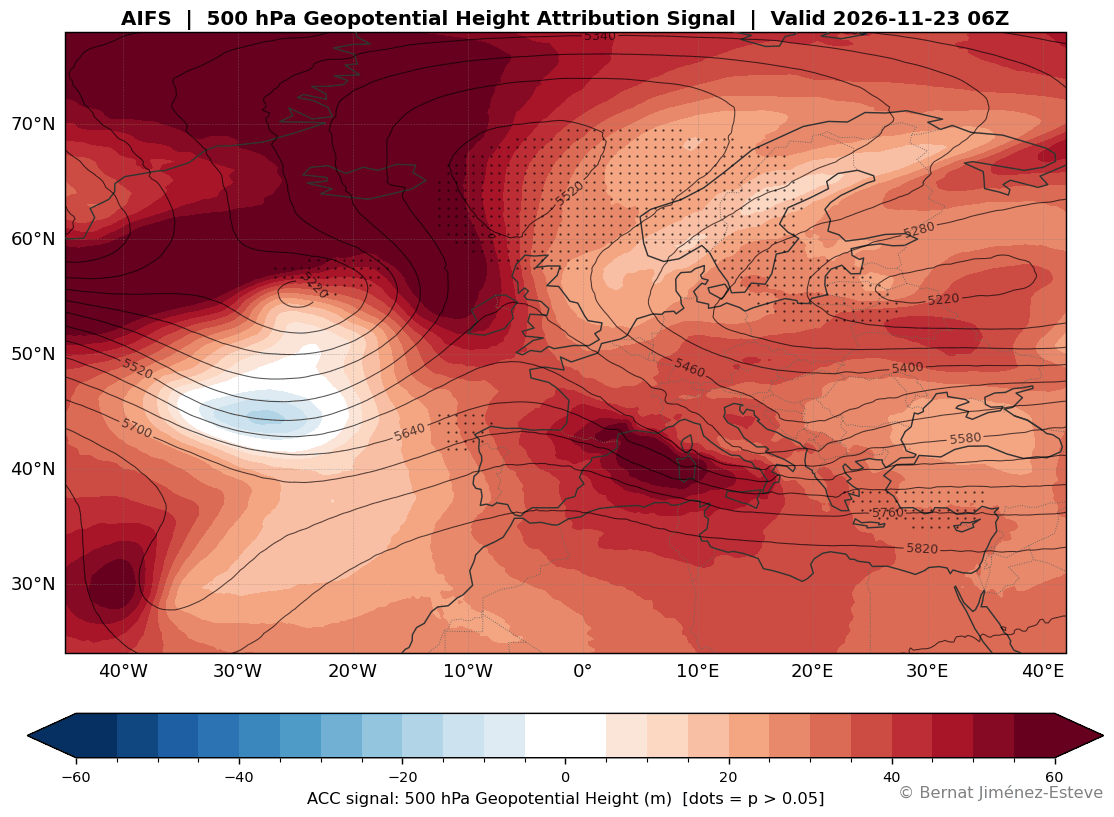 AIFS | 500 hPa Geopotential Height Attribution Signal | Valid 2026-11-23 06Z
5340
70°N
5520
60°N
5280
5220
5220
50°N
5520
5460
5400
5700
5640
5580
40°N
5760
5820
30°N
40°W 30°W 20°W 10°W 0° 10°E 20°E 30°E 40°E
−60 −40 −20 0 20 40 60
ACC signal: 500 hPa Geopotential Height (m) [dots = p > 0.05]
© Bernat Jiménez-Esteve